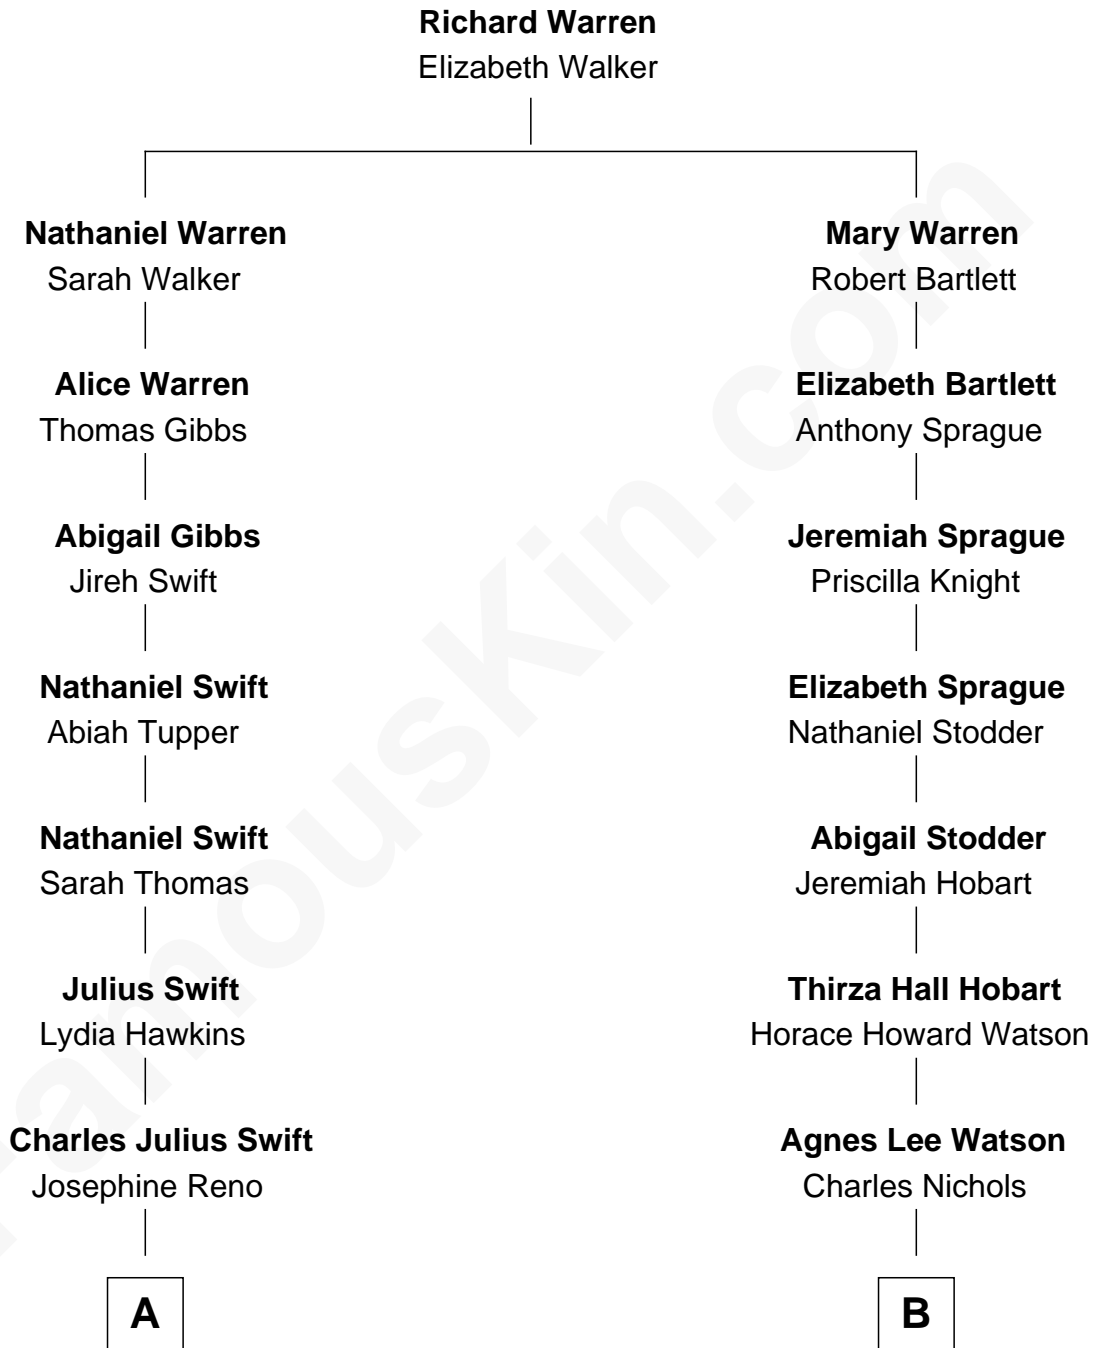 Richard Warren
Elizabeth Walker
Nathaniel Warren
Sarah Walker
Mary Warren
Robert Bartlett
Alice Warren
Thomas Gibbs
Elizabeth Bartlett
Anthony Sprague
Abigail Gibbs
Jireh Swift
Jeremiah Sprague
Priscilla Knight
Nathaniel Swift
Abiah Tupper
Elizabeth Sprague
Nathaniel Stodder
Nathaniel Swift
Sarah Thomas
Abigail Stodder
Jeremiah Hobart
Julius Swift
Lydia Hawkins
Thirza Hall Hobart
Horace Howard Watson
Charles Julius Swift
Josephine Reno
Agnes Lee Watson
Charles Nichols
A
B
FamousKin.com